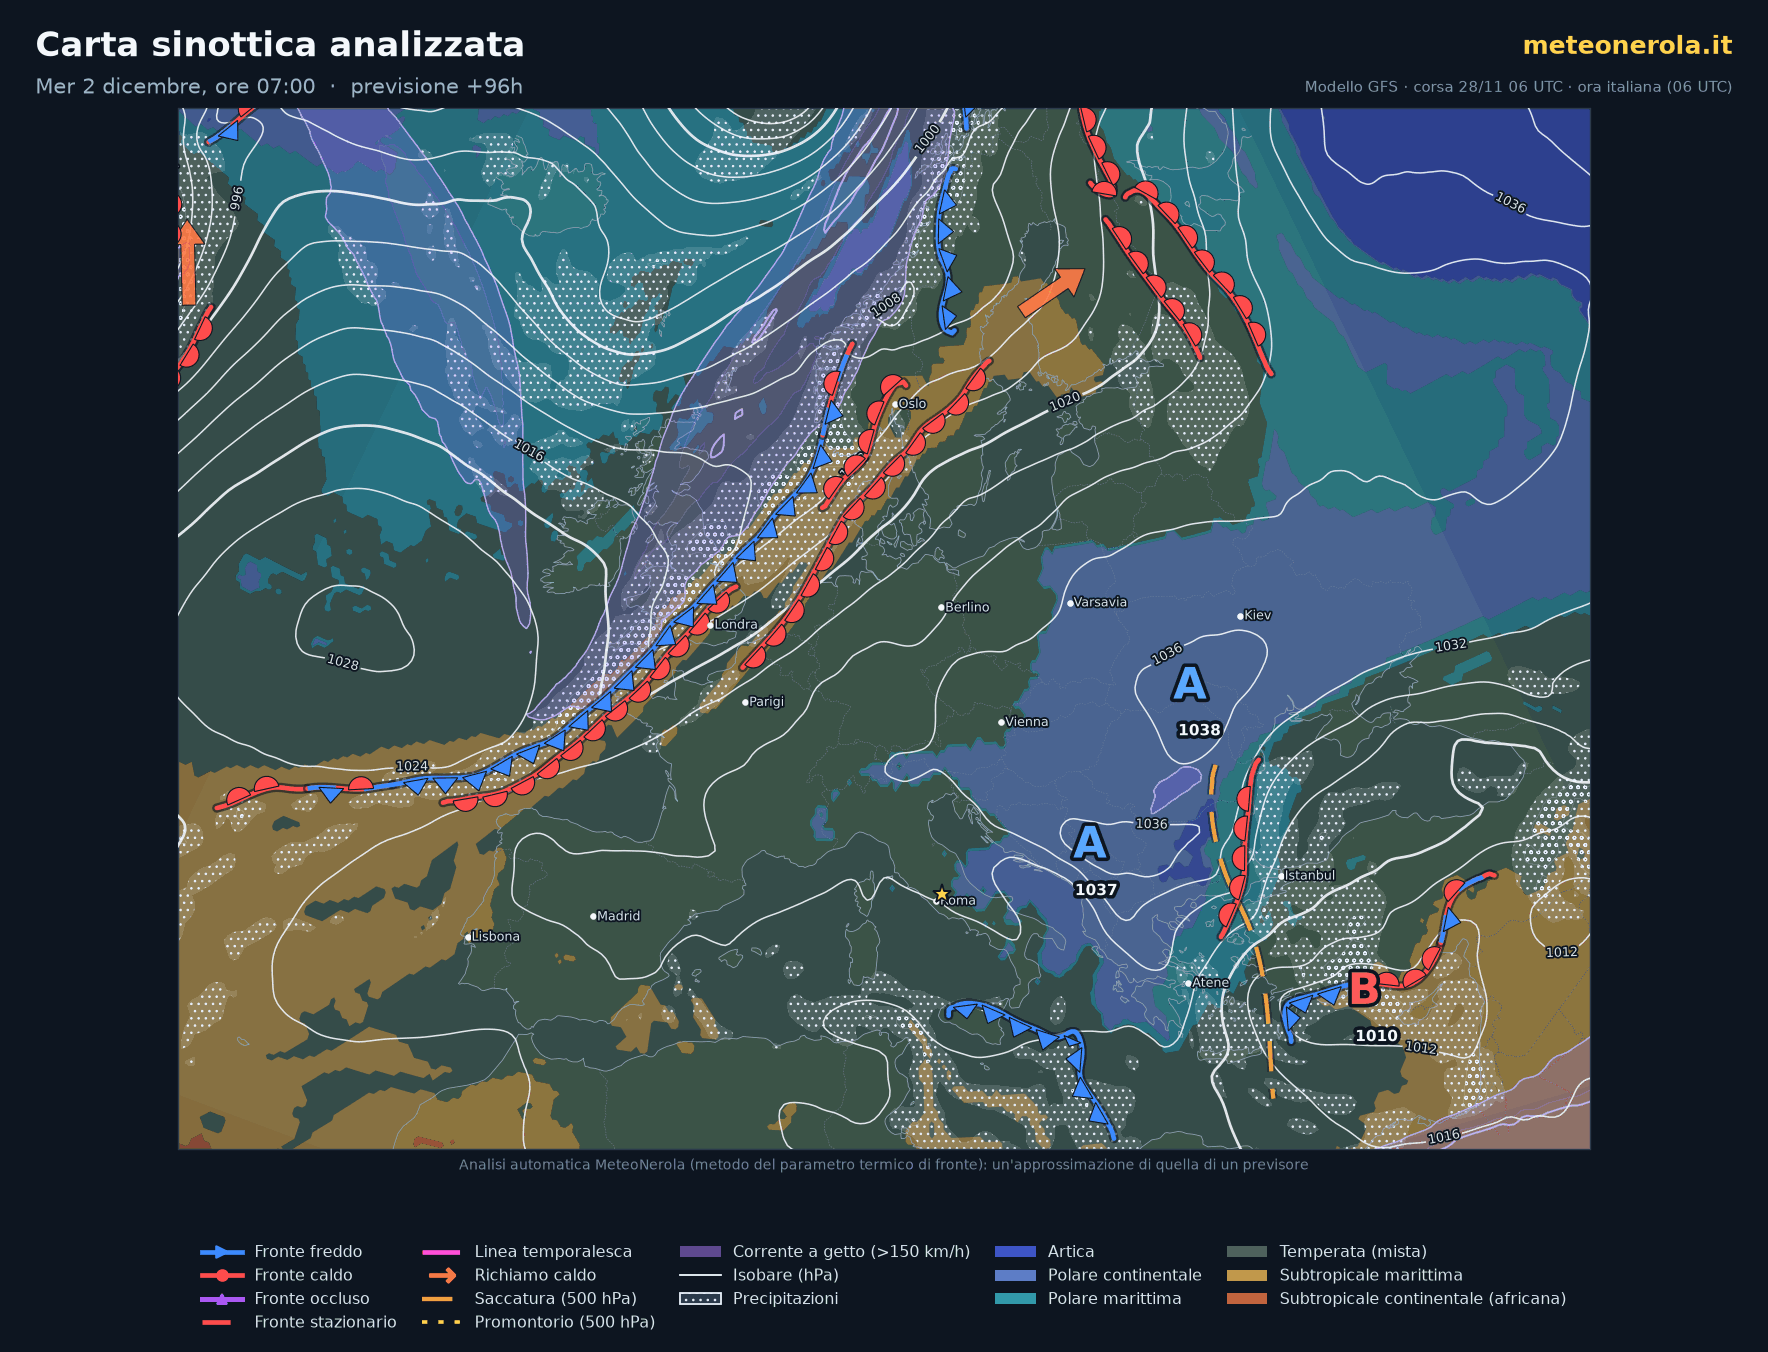 Carta sinottica analizzata
meteonerola.it
Mer 2 dicembre, ore 07:00 · previsione +96h
Modello GFS · corsa 28/11 06 UTC · ora italiana (06 UTC)
1000
996
1036
1008
1020
Oslo
1016
Berlino
Varsavia
Kiev
Londra
1028
1036
1032
A
Parigi
Vienna
1038
1024
1036
A
1037
Istanbul
Roma
Madrid
Lisbona
1012
Atene
B
1010
1012
1016
Analisi automatica MeteoNerola (metodo del parametro termico di fronte): un'approssimazione di quella di un previsore
Fronte freddo
Linea temporalesca
Corrente a getto (>150 km/h)
Artica
Temperata (mista)
Fronte caldo
Richiamo caldo
Isobare (hPa)
Polare continentale
Subtropicale marittima
Fronte occluso
Saccatura (500 hPa)
Precipitazioni
Polare marittima
Subtropicale continentale (africana)
Fronte stazionario
Promontorio (500 hPa)